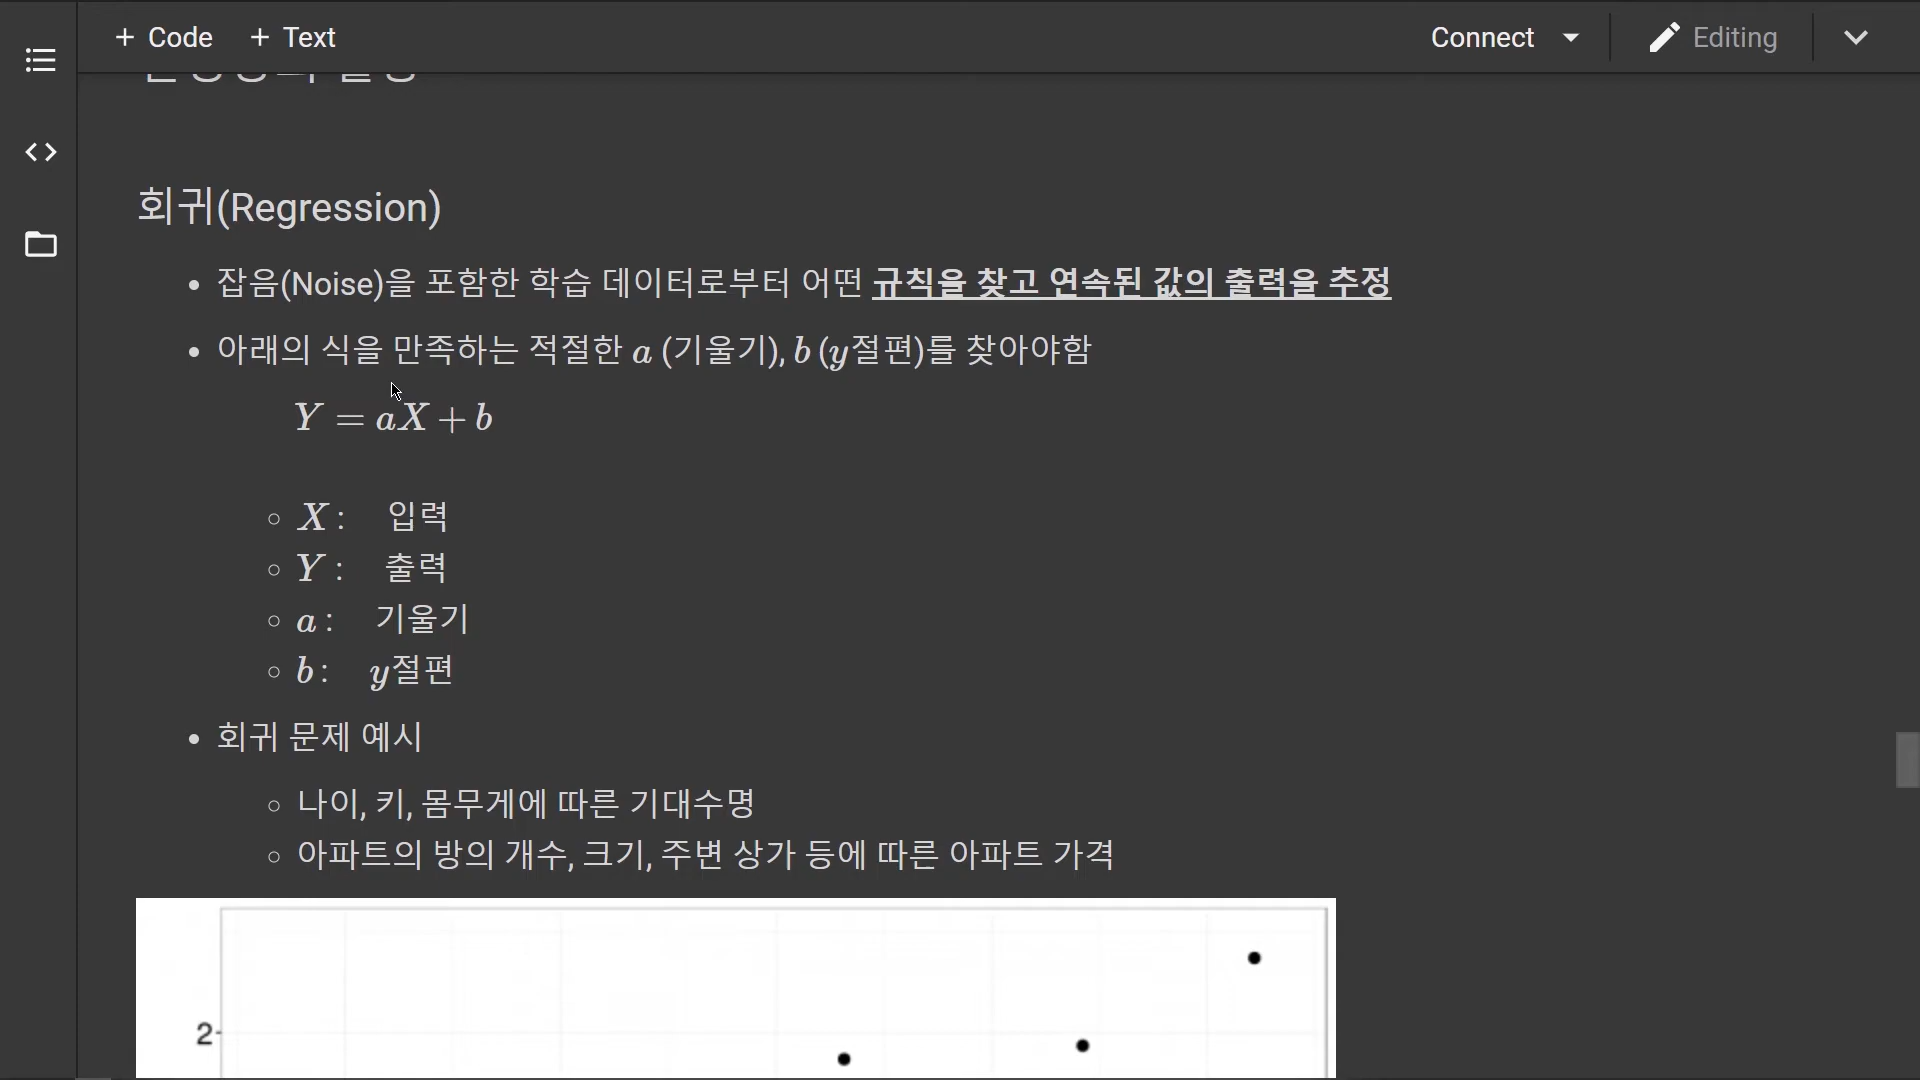 + Code + Text
Connect
Editing
회귀(Regression)
• 잡음(Noise)을 포함한 학습 데이터로부터 어떤 규칙을 찾고 연속된 값의 출력을 추정
• 아래의 식을 만족하는 적절한 a (기울기), b (y절편)를 찾아야함
Y = aX + b
X : 입력
Y : 출력
a : 기울기
b : y절편
• 회귀 문제 예시
나이, 키, 몸무게에 따른 기대수명
아파트의 방의 개수, 크기, 주변 상가 등에 따른 아파트 가격
2